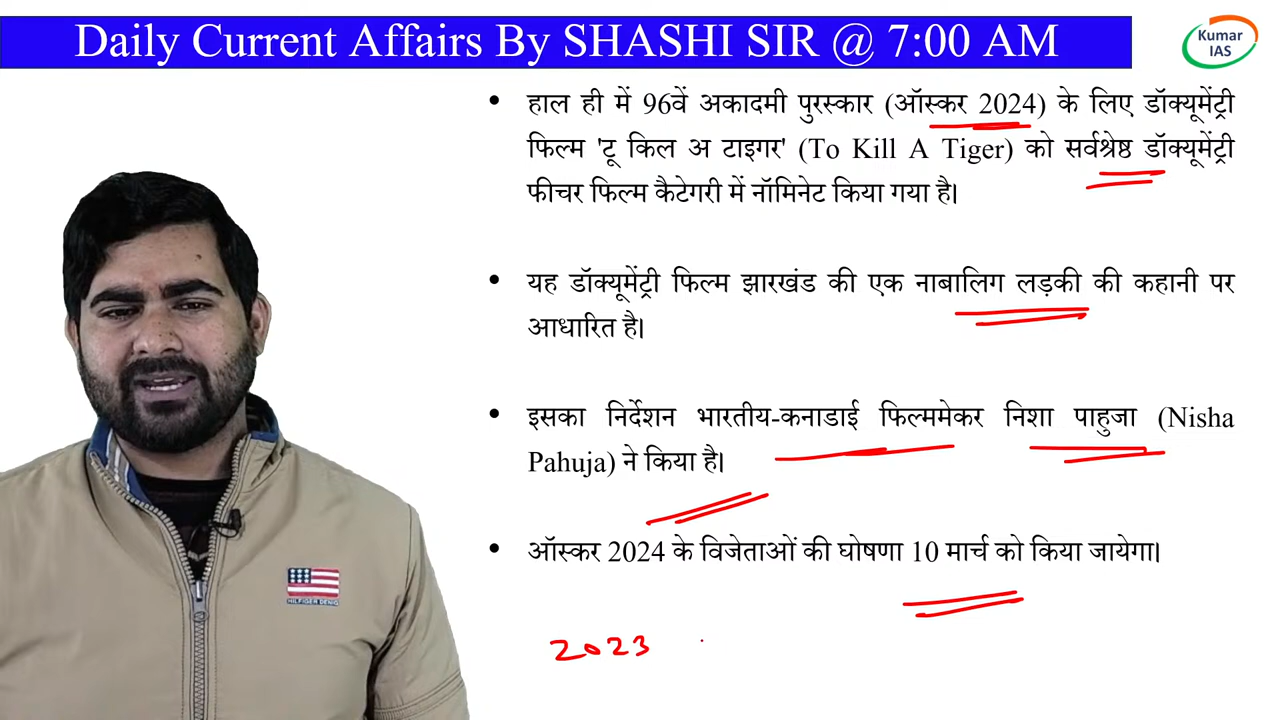 Daily Current Affairs By SHASHI SIR @ 7:00 AM
Kumar
IAS
• हाल ही में 96वें अकादमी पुरस्कार (ऑस्कर 2024) के लिए डॉक्यूमेंट्री
फिल्म 'टू किल अ टाइगर' (To Kill A Tiger) को सर्वश्रेष्ठ डॉक्यूमेंट्री
फीचर फिल्म कैटेगरी में नॉमिनेट किया गया है।
• यह डॉक्यूमेंट्री फिल्म झारखंड की एक नाबालिग लड़की की कहानी पर
आधारित है।
• इसका निर्देशन भारतीय-कनाडाई फिल्ममेकर निशा पाहुजा (Nisha
Pahuja) ने किया है।
• ऑस्कर 2024 के विजेताओं की घोषणा 10 मार्च को किया जायेगा।
2023
HILFIGER DENIM